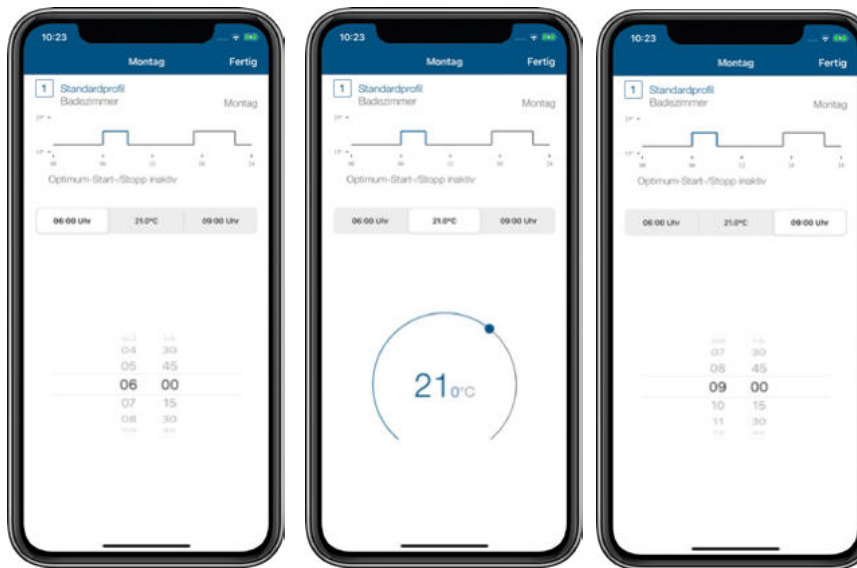 10:23
Montag Fertig
1 Standardprofil
Badezimmer Montag
Optimum-Start-/Stopp inaktiv
06:00 Uhr 21.0°C 09:00 Uhr
04 30
05 45
06 00
07 15
08 30
10:23
Montag Fertig
1 Standardprofil
Badezimmer Montag
Optimum-Start-/Stopp inaktiv
06:00 Uhr 21.0°C 09:00 Uhr
21 0°C
10:23
Montag Fertig
1 Standardprofil
Badezimmer Montag
Optimum-Start-/Stopp inaktiv
06:00 Uhr 21.0°C 09:00 Uhr
07 30
08 45
09 00
10 15
11 30